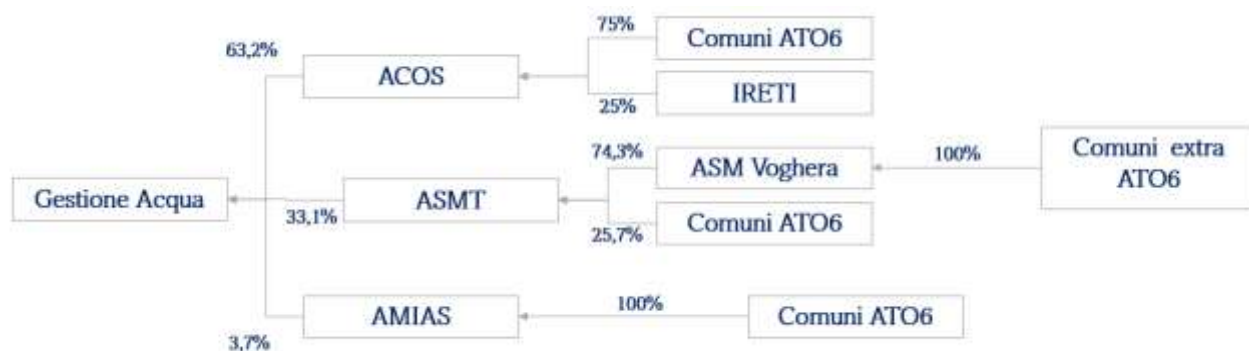 75%
Comuni ATO6
63,2%
ACOS
IRETI
25%
74,3%
ASM Voghera
100%
Comuni extra
ATO6
Gestione Acqua
33,1%
ASMT
25,7%
Comuni ATO6
AMIAS
100%
Comuni ATO6
3,7%